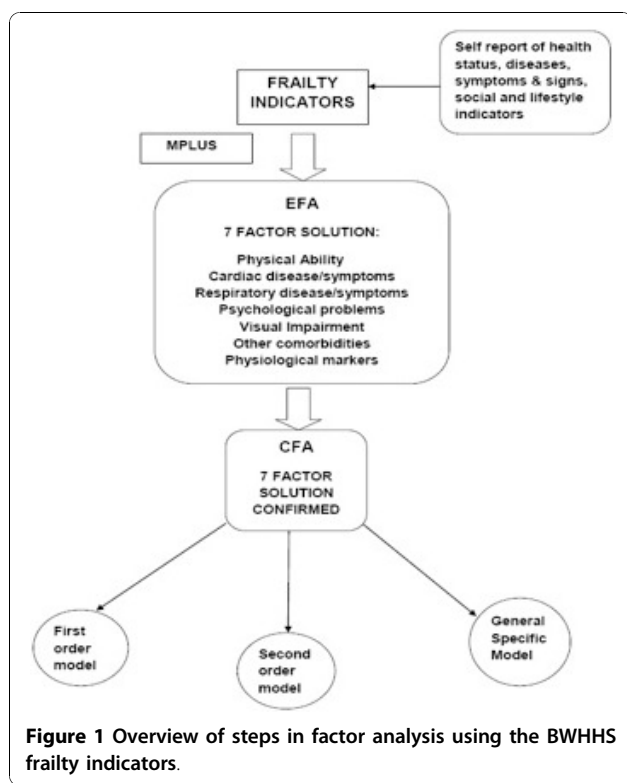 Self report of health
status, diseases,
symptoms & signs,
social and lifestyle
indicators
FRAILTY
INDICATORS
MPLUS
EFA
7 FACTOR SOLUTION:
Physical Ability
Cardiac disease/symptoms
Respiratory disease/symptoms
Psychological problems
Visual Impairment
Other comorbidities
Physiological markers
CFA
7 FACTOR
SOLUTION
CONFIRMED
First
order
model
Second
order
model
General
Specific
Model
Figure 1 Overview of steps in factor analysis using the BWHHS
frailty indicators.